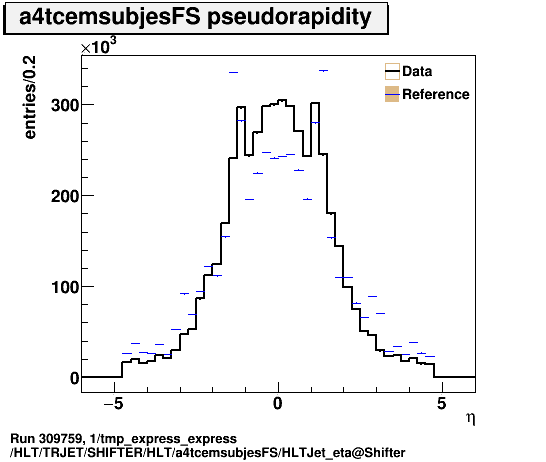 a4tcemsubjesFS pseudorapidity
×10³
entries/0.2
Data
Reference
300
200
100
0
−5
0
5
η
Run 309759, 1/tmp_express_express
/HLT/TRJET/SHIFTER/HLT/a4tcemsubjesFS/HLTJet_eta@Shifter